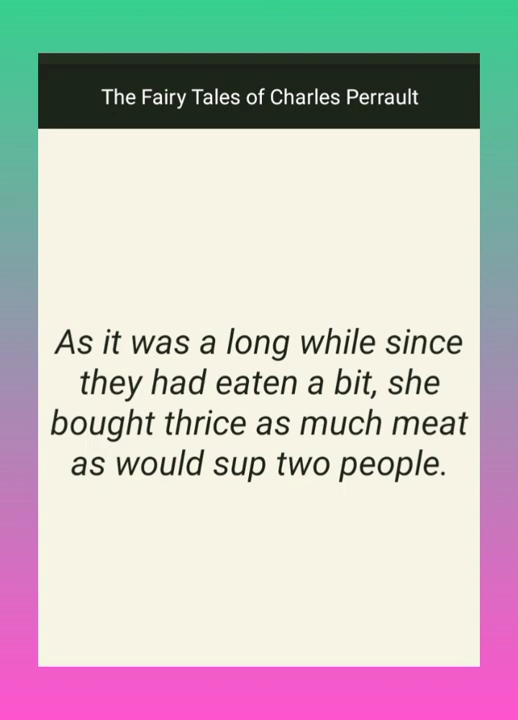 The Fairy Tales of Charles Perrault
As it was a long while since
they had eaten a bit, she
bought thrice as much meat
as would sup two people.